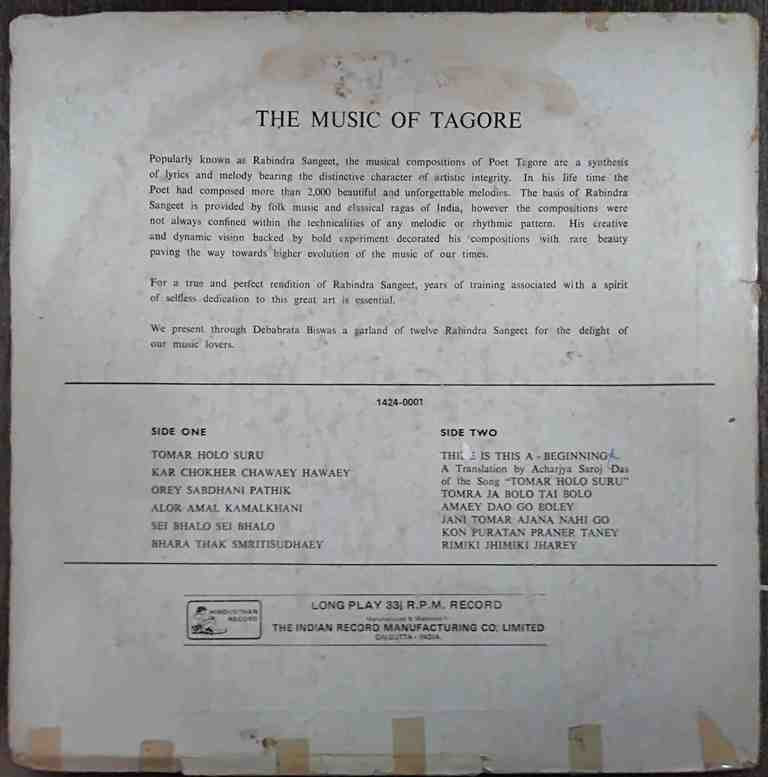 THE MUSIC OF TAGORE
Popularly known as Rabindra Sangeet, the musical compositions of Poet Tagore are a synthesis
of lyrics and melody bearing the distinctive character of artistic integrity. In his life time the
Poet had composed more than 2,000 beautiful and unforgettable melodies. The basis of Rabindra
Sangeet is provided by folk music and classical ragas of India, however the compositions were
not always confined within the technicalities of any melodic or rhythmic pattern. His creative
and dynamic vision backed by bold experiment decorated his compositions with rare beauty
paving the way towards higher evolution of the music of our times.
For a true and perfect rendition of Rabindra Sangeet, years of training associated with a spirit
of selfless dedication to this great art is essential.
We present through Debabrata Biswas a garland of twelve Rabindra Sangeet for the delight of
our music lovers.
1424-0001
SIDE ONE
TOMAR HOLO SURU
KAR CHOKHER CHAWAEY HAWAEY
OREY SABDHANI PATHIK
ALOR AMAL KAMALKHANI
SEI BHALO SEI BHALO
BHARA THAK SMRITISUDHAEY
SIDE TWO
IS THIS A - BEGINNING
A Translation by Acharjya Saroj Das
of the Song "TOMAR HOLO SURU"
TOMRA JA BOLO TAI BOLO
AMAEY DAO GO BOLEY
JANI TOMAR AJANA NAHI GO
KON PURATAN PRANER TANEY
RIMIKI JHIMIKI JHAREY
HINDUSTHAN
RECORD
LONG PLAY 33⅓ R.P.M. RECORD
THE INDIAN RECORD MANUFACTURING CO. LIMITED
CALCUTTA - INDIA